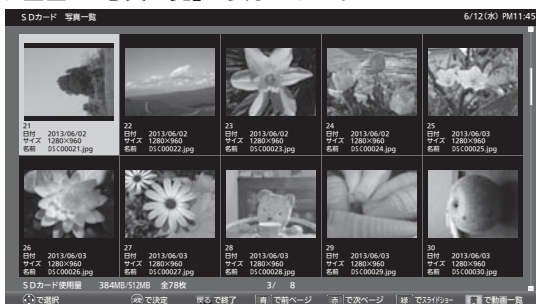 SDカード 写真一覧 6/12(水) PM11:45
21
日付 2013/06/02
サイズ 1280×960
名前 DSC00021.jpg
22
日付 2013/06/02
サイズ 1280×960
名前 DSC00022.jpg
23
日付 2013/06/02
サイズ 1280×960
名前 DSC00023.jpg
24
日付 2013/06/02
サイズ 1280×960
名前 DSC00024.jpg
25
日付 2013/06/03
サイズ 1280×960
名前 DSC00025.jpg
26
日付 2013/06/03
サイズ 1280×960
名前 DSC00026.jpg
27
日付 2013/06/03
サイズ 1280×960
名前 DSC00027.jpg
28
日付 2013/06/03
サイズ 1280×960
名前 DSC00028.jpg
29
日付 2013/06/03
サイズ 1280×960
名前 DSC00029.jpg
30
日付 2013/06/03
サイズ 1280×960
名前 DSC00030.jpg
SDカード使用量 384MB/512MB 全78枚 3/ 8
で選択 決定 で決定 戻る で終了 青 で前ページ 赤 で次ページ 緑 でスライドショー 黄 で動画一覧